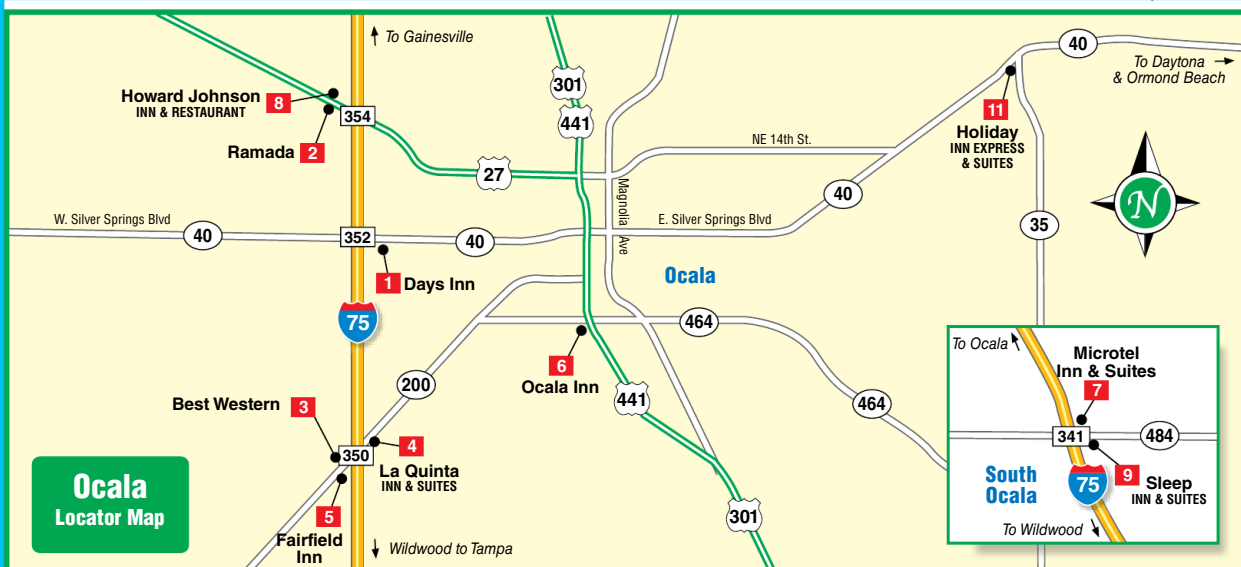 To Gainesville
40
To Daytona
& Ormond Beach
301
441
Howard Johnson
INN & RESTAURANT
8
354
Ramada 2
11
Holiday
INN EXPRESS
& SUITES
NE 14th St.
27
Magnolia Ave
40
N
W. Silver Springs Blvd
E. Silver Springs Blvd
40
352
40
35
1 Days Inn
Ocala
75
464
6
Ocala Inn
200
441
464
Best Western 3
350
4
La Quinta
INN & SUITES
5
Fairfield
Inn
301
Wildwood to Tampa
Ocala
Locator Map
To Ocala
Microtel
Inn & Suites
7
341
484
South
Ocala
75
9
Sleep
INN & SUITES
To Wildwood